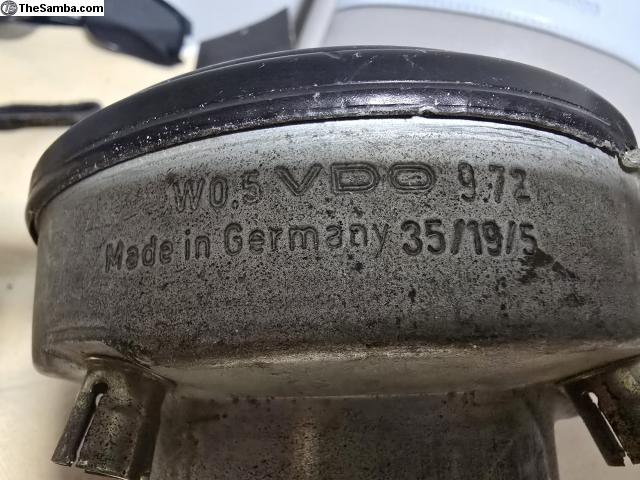 TheSamba.com
W0.5 VDO 9.72
Made in Germany 35/19/5